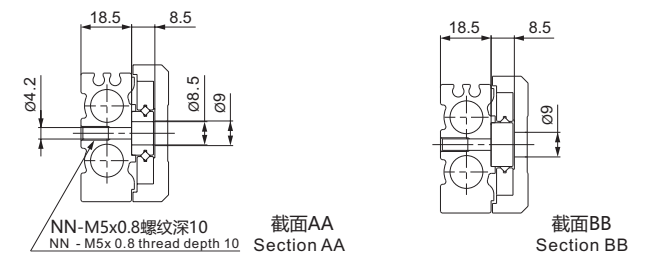 18.5
8.5
18.5
8.5
Ø4.2
Ø8.5
Ø9
Ø9
NN-M5x0.8螺纹深10
NN - M5x 0.8 thread depth 10
截面AA
Section AA
截面BB
Section BB